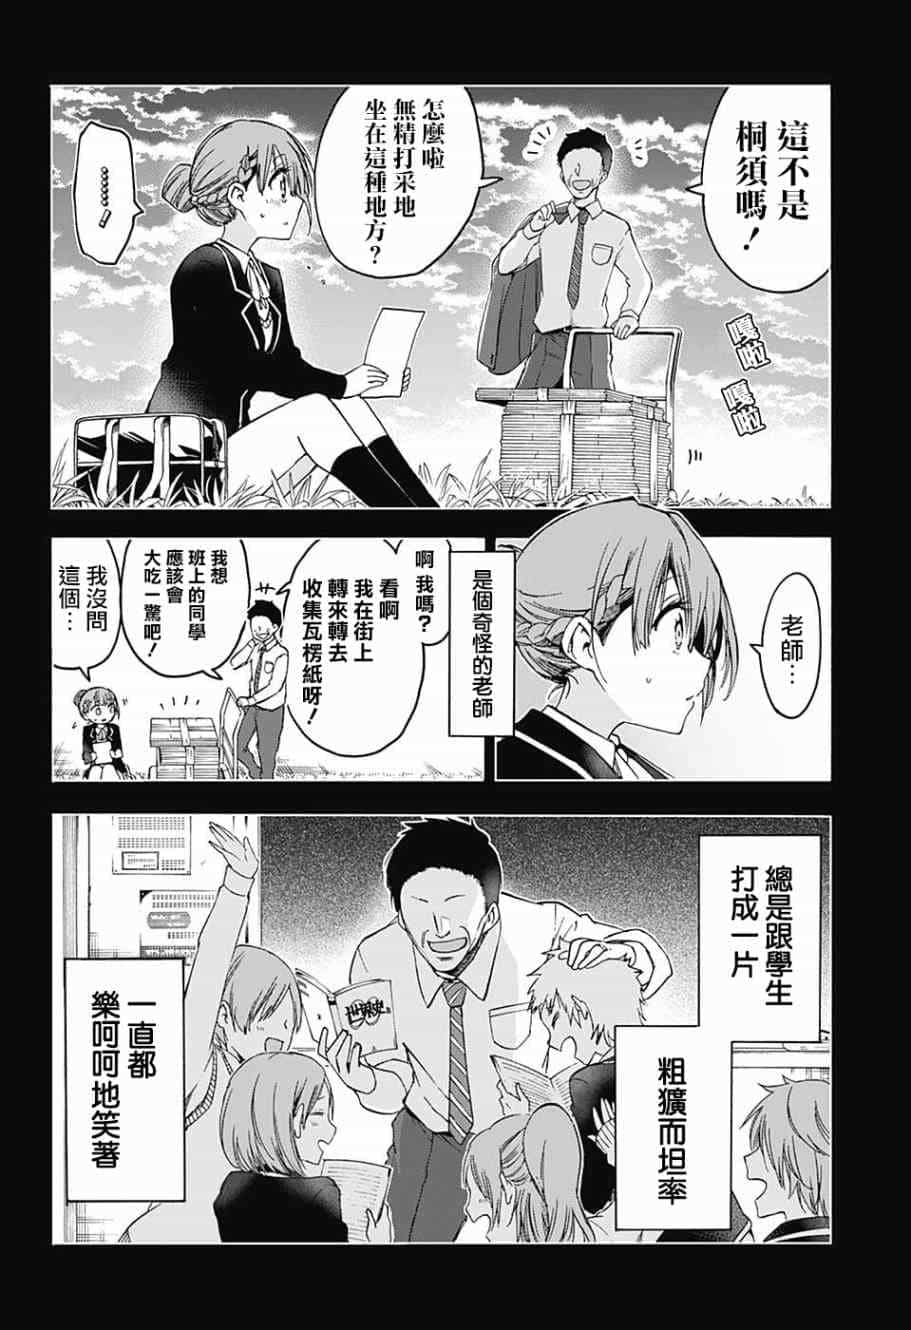 這不是
桐須嗎！
怎麼啦
無精打采地
坐在這種地方？
……！
嘎啦
嘎啦
老師…
是個奇怪的老師
啊 我嗎？
看啊
我在街上
轉來轉去
收集瓦楞紙呀！
我想
班上的同學
應該會
大吃一驚吧！
我沒問
這個…
總是跟學生
打成一片
粗獷而坦率
世界史
一直都
樂呵呵地笑著